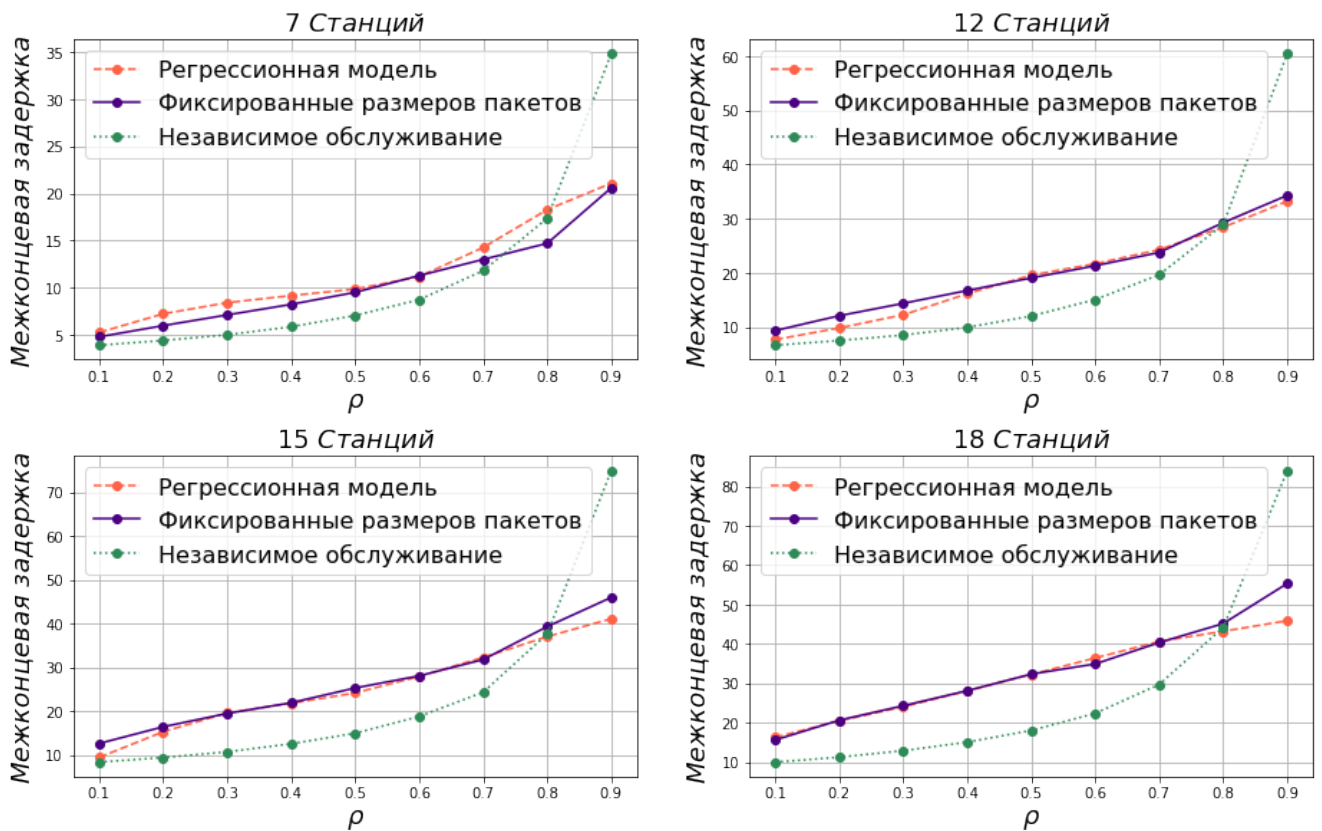 7 Станций
Межконцевая задержка
35
30
25
20
15
10
5
Регрессионная модель
Фиксированные размеров пакетов
Независимое обслуживание
0.1 0.2 0.3 0.4 0.5 0.6 0.7 0.8 0.9
ρ
12 Станций
Межконцевая задержка
60
50
40
30
20
10
Регрессионная модель
Фиксированные размеров пакетов
Независимое обслуживание
0.1 0.2 0.3 0.4 0.5 0.6 0.7 0.8 0.9
ρ
15 Станций
Межконцевая задержка
70
60
50
40
30
20
10
Регрессионная модель
Фиксированные размеров пакетов
Независимое обслуживание
0.1 0.2 0.3 0.4 0.5 0.6 0.7 0.8 0.9
ρ
18 Станций
Межконцевая задержка
80
70
60
50
40
30
20
10
Регрессионная модель
Фиксированные размеров пакетов
Независимое обслуживание
0.1 0.2 0.3 0.4 0.5 0.6 0.7 0.8 0.9
ρ